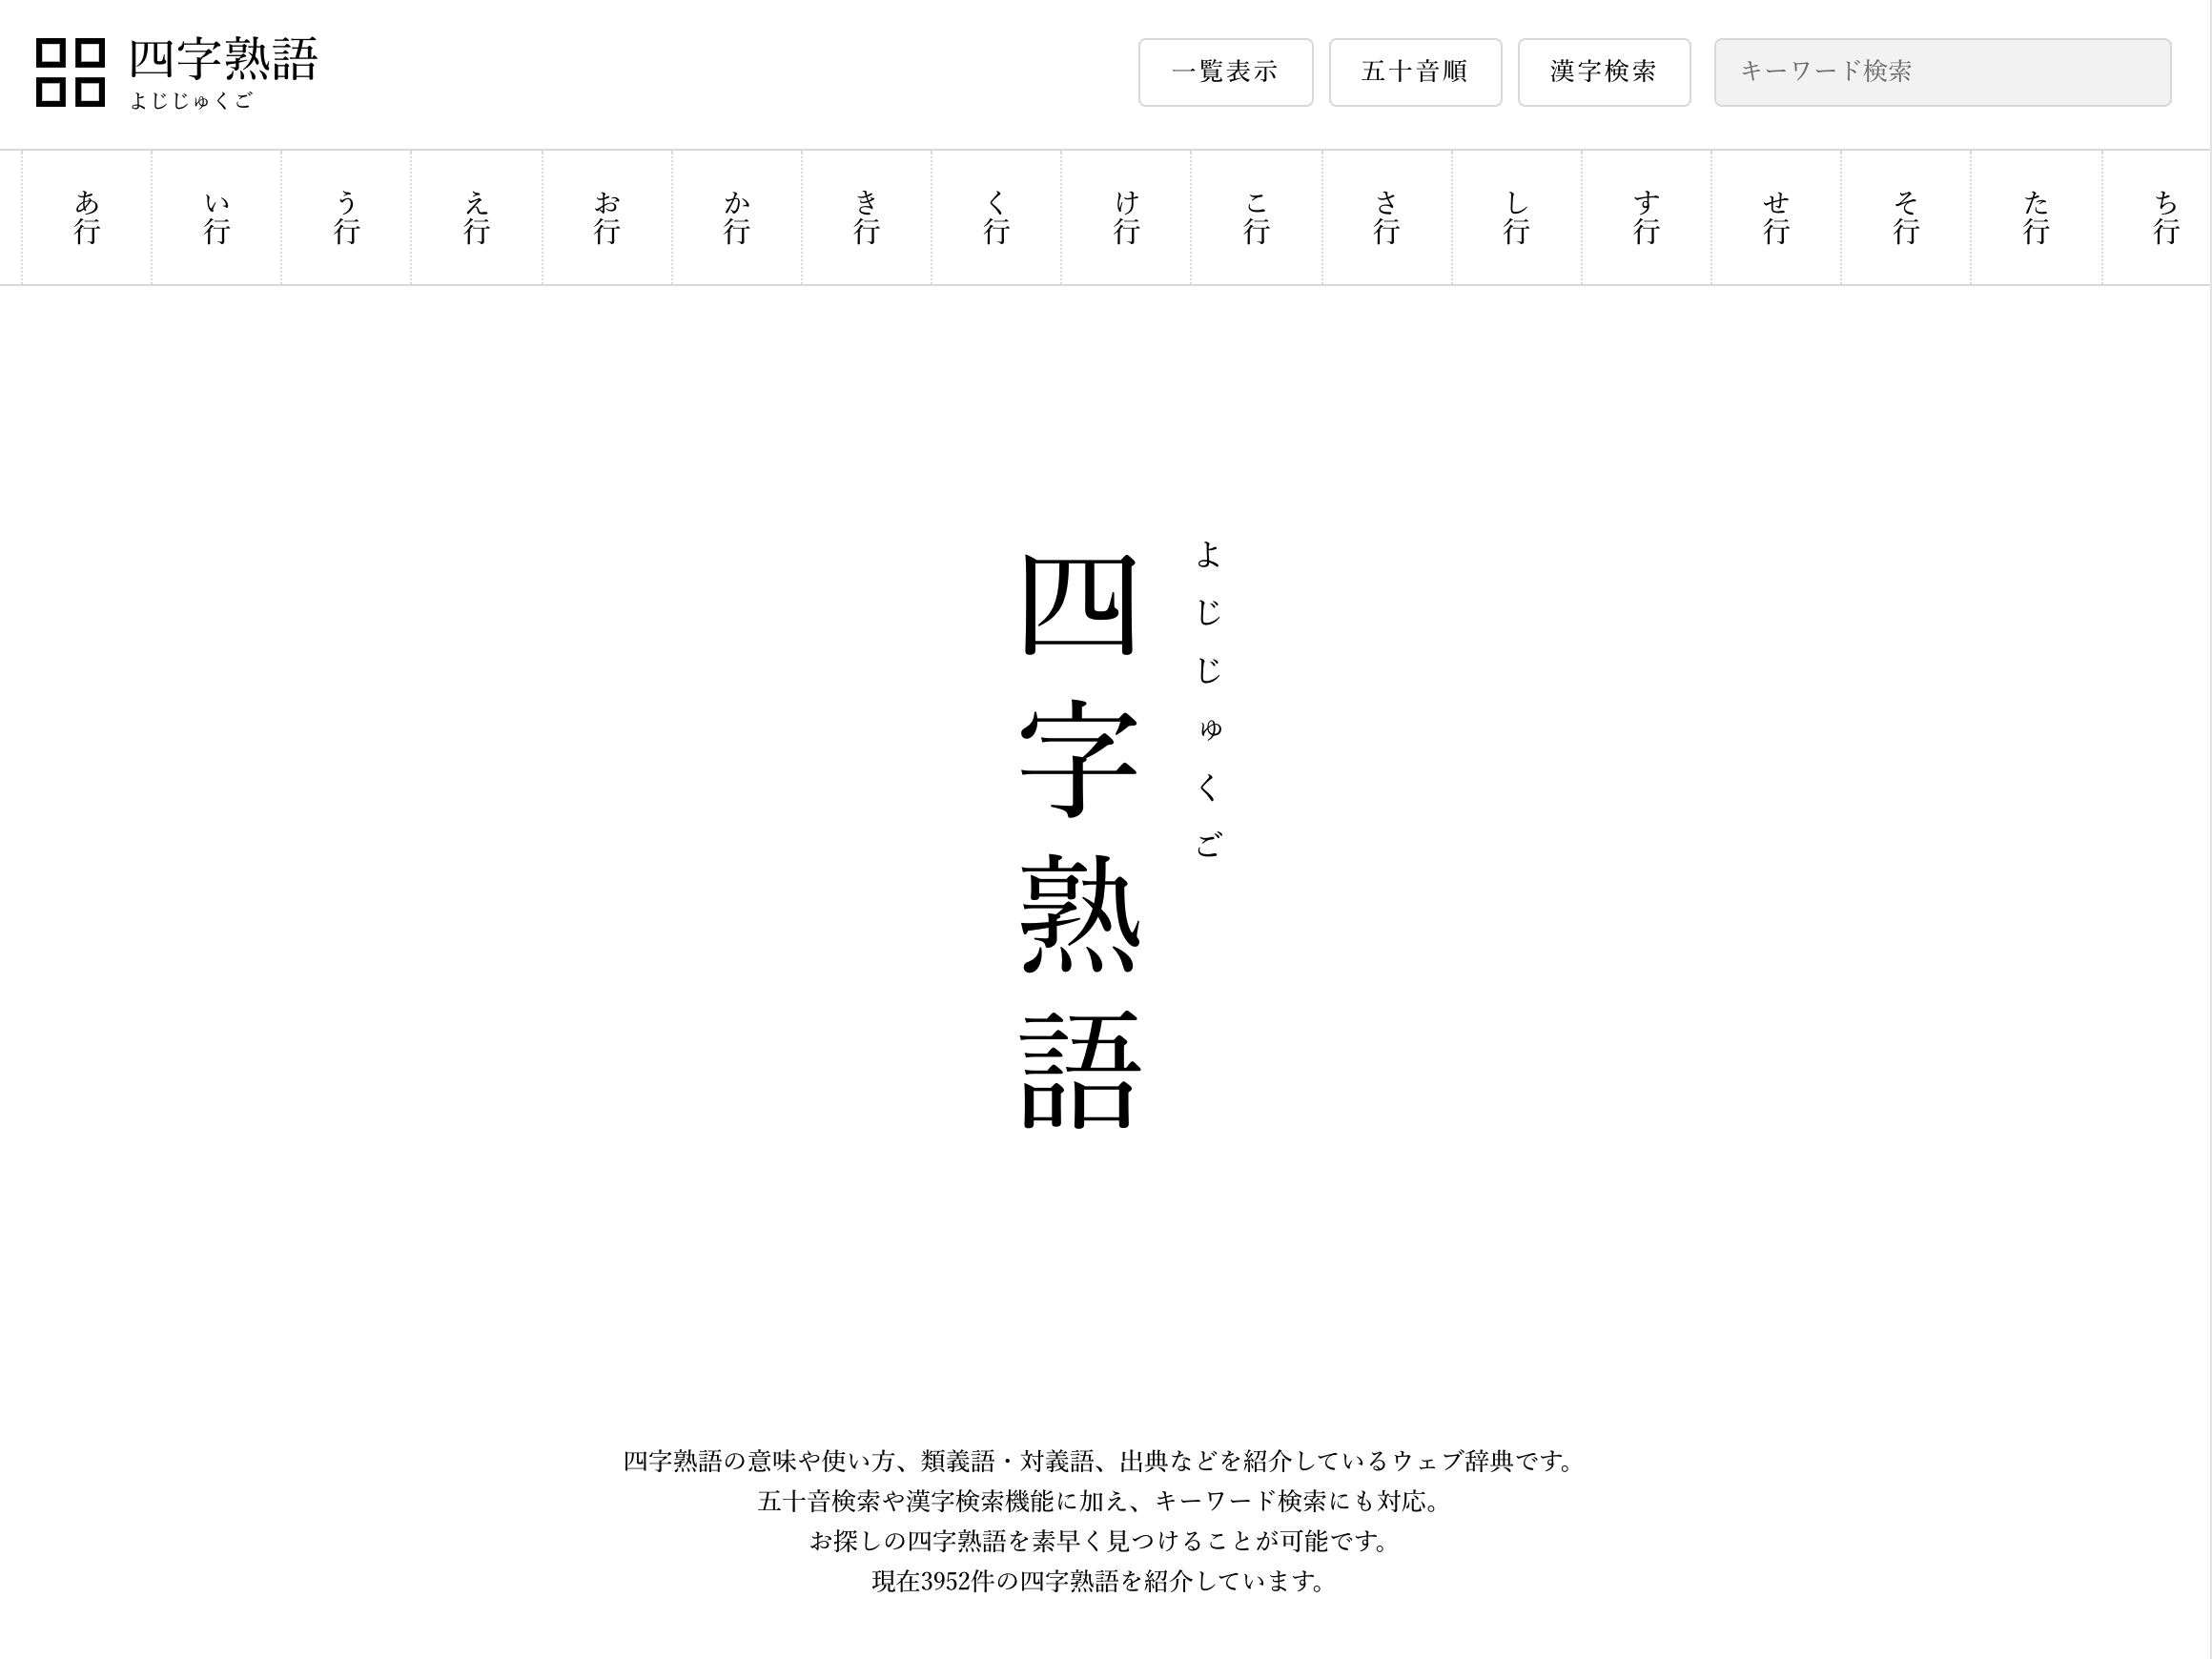 四字熟語
よじじゅくご
一覧表示
五十音順
漢字検索
キーワード検索
あ行
い行
う行
え行
お行
か行
き行
く行
け行
こ行
さ行
し行
す行
せ行
そ行
た行
ち行
よじじゅくご
四字熟語
四字熟語の意味や使い方、類義語・対義語、出典などを紹介しているウェブ辞典です。
五十音検索や漢字検索機能に加え、キーワード検索にも対応。
お探しの四字熟語を素早く見つけることが可能です。
現在3952件の四字熟語を紹介しています。